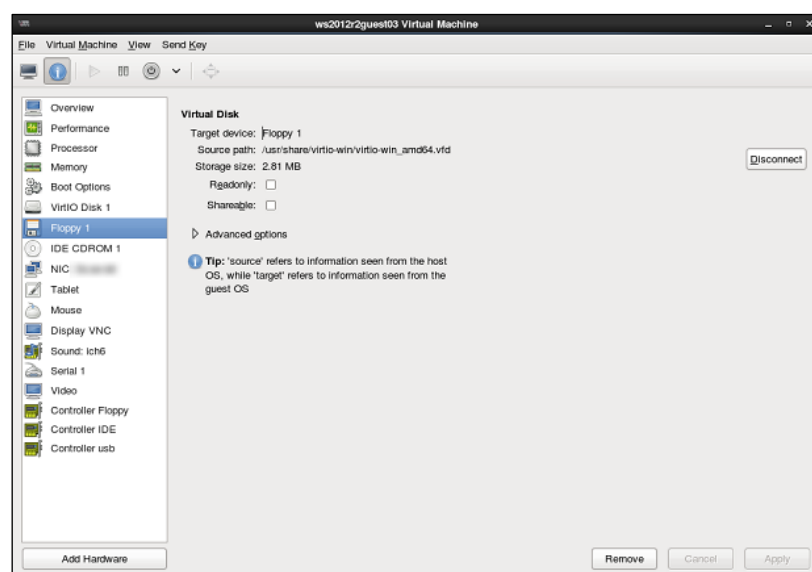 ws2012r2guest03 Virtual Machine
File Virtual Machine View Send Key
Overview
Performance
Processor
Memory
Boot Options
VirtIO Disk 1
Floppy 1
IDE CDROM 1
NIC
Tablet
Mouse
Display VNC
Sound: ich6
Serial 1
Video
Controller Floppy
Controller IDE
Controller usb
Add Hardware
Virtual Disk
Target device: Floppy 1
Source path: /usr/share/virtio-win/virtio-win_amd64.vfd
Storage size: 2.81 MB
Readonly:
Shareable:
Advanced options
Tip: 'source' refers to information seen from the host
OS, while 'target' refers to information seen from the
guest OS
Disconnect
Remove Cancel Apply